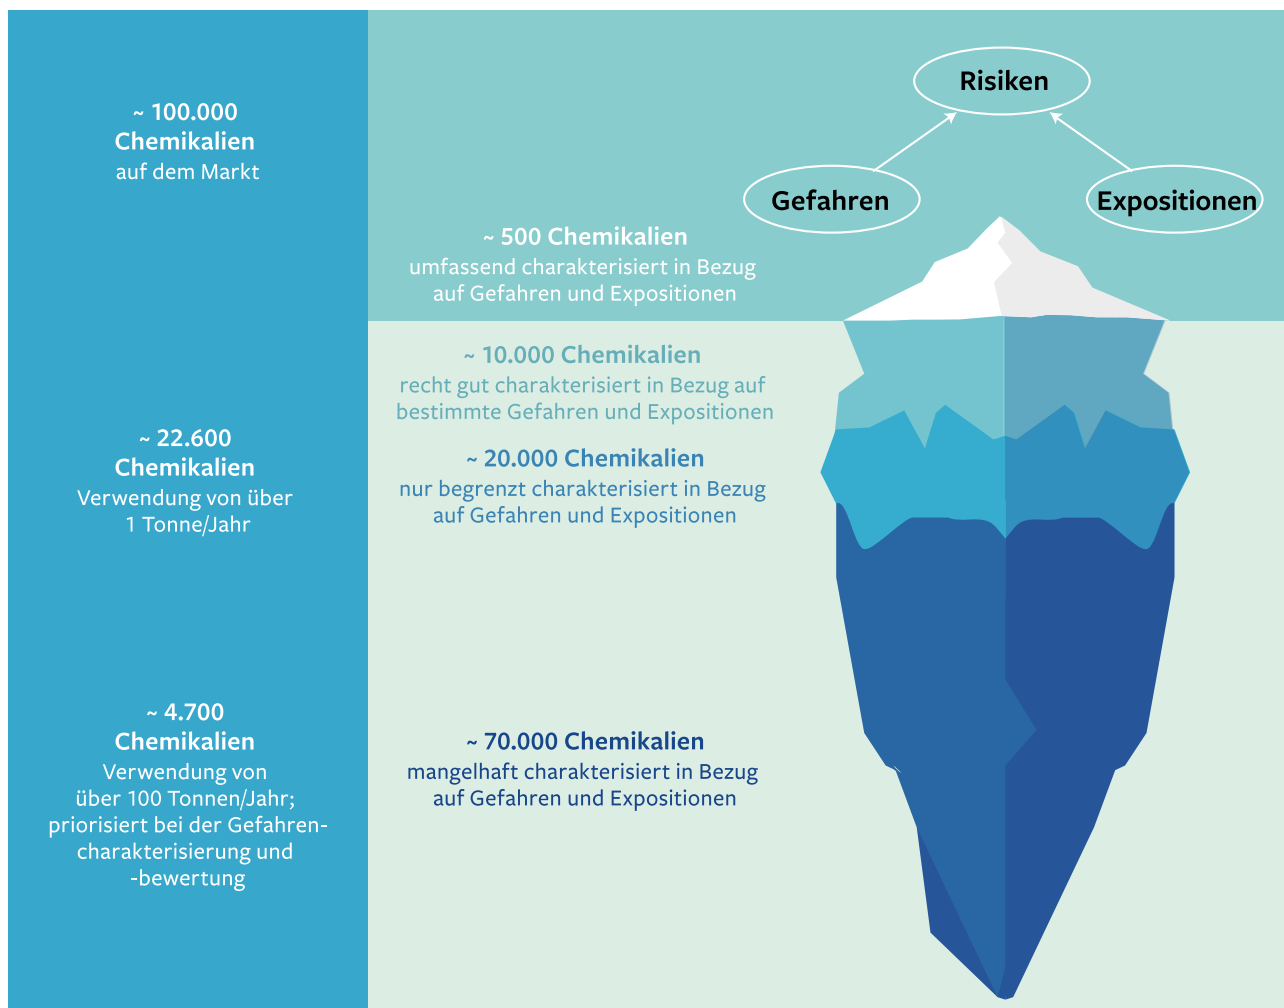 ~ 100.000
Chemikalien
auf dem Markt
~ 22.600
Chemikalien
Verwendung von über
1 Tonne/Jahr
~ 4.700
Chemikalien
Verwendung von
über 100 Tonnen/Jahr;
priorisiert bei der Gefahren-
charakterisierung und
-bewertung
Risiken
Gefahren
Expositionen
~ 500 Chemikalien
umfassend charakterisiert in Bezug
auf Gefahren und Expositionen
~ 10.000 Chemikalien
recht gut charakterisiert in Bezug auf
bestimmte Gefahren und Expositionen
~ 20.000 Chemikalien
nur begrenzt charakterisiert in Bezug
auf Gefahren und Expositionen
~ 70.000 Chemikalien
mangelhaft charakterisiert in Bezug
auf Gefahren und Expositionen